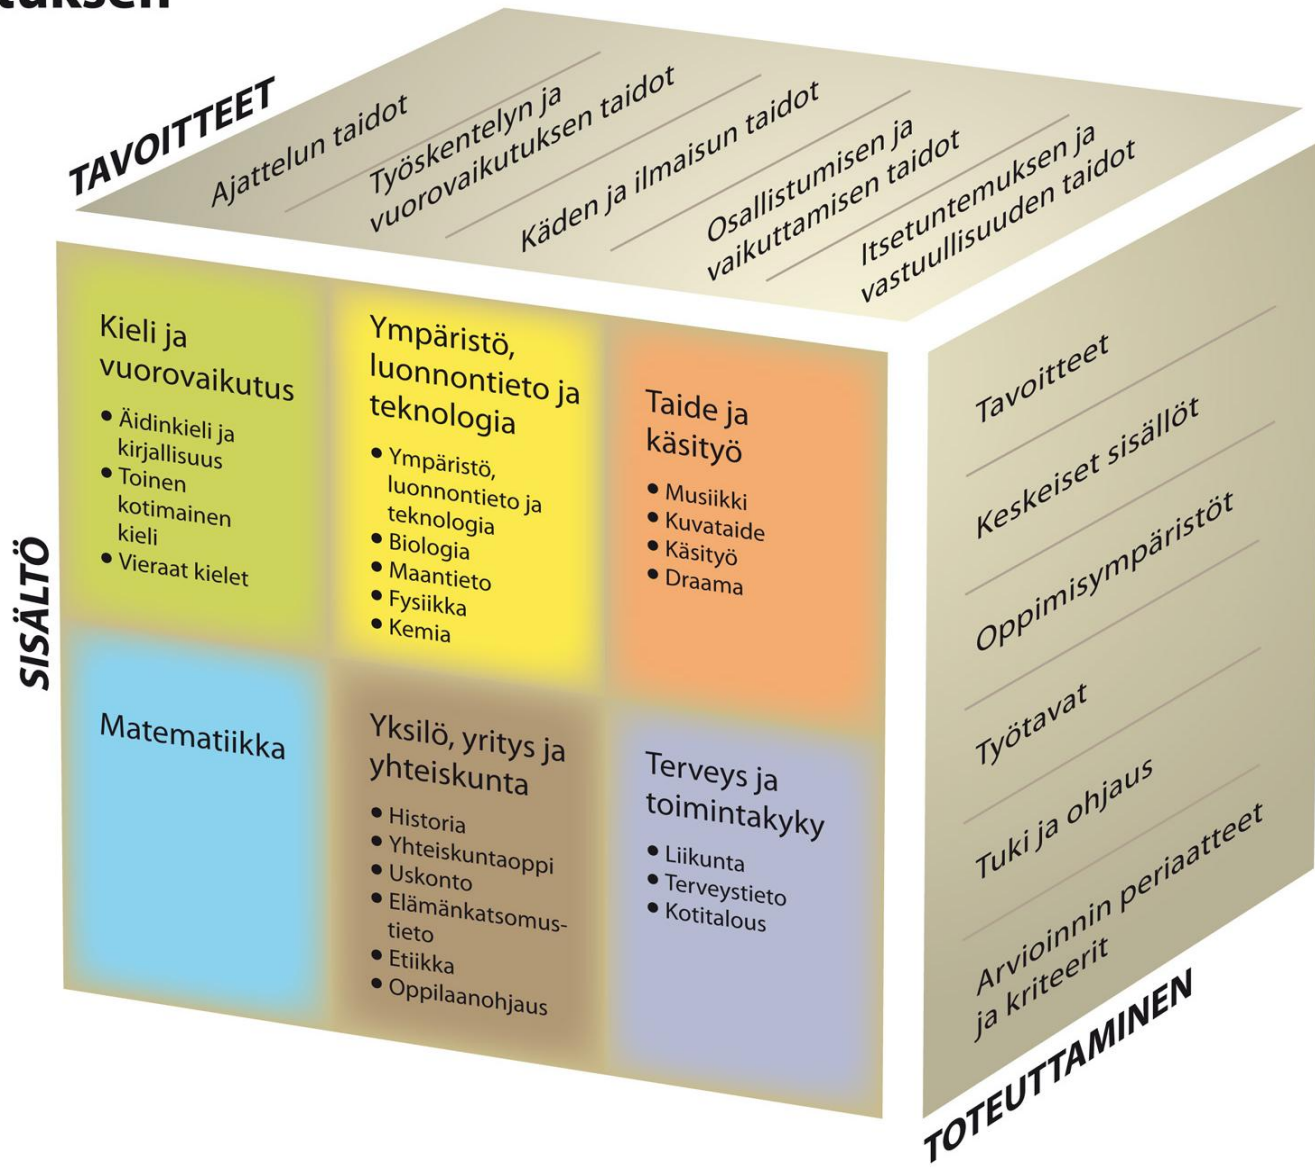 TAVOITTEET
Ajattelun taidot
Työskentelyn ja
vuorovaikutuksen taidot
Käden ja ilmaisun taidot
Osallistumisen ja
vaikuttamisen taidot
Itsetuntemuksen ja
vastuullisuuden taidot
SISÄLTÖ
Kieli ja
vuorovaikutus
• Äidinkieli ja
kirjallisuus
• Toinen
kotimainen
kieli
• Vieraat kielet
Ympäristö,
luonnontieto ja
teknologia
• Ympäristö,
luonnontieto ja
teknologia
• Biologia
• Maantieto
• Fysiikka
• Kemia
Taide ja
käsityö
• Musiikki
• Kuvataide
• Käsityö
• Draama
Matematiikka
Yksilö, yritys ja
yhteiskunta
• Historia
• Yhteiskuntaoppi
• Uskonto
• Elämänkatsomus-
tieto
• Etiikka
• Oppilaanohjaus
Terveys ja
toimintakyky
• Liikunta
• Terveystieto
• Kotitalous
Tavoitteet
Keskeiset sisällöt
Oppimisympäristöt
Työtavat
Tuki ja ohjaus
Arvioinnin periaatteet
ja kriteerit
TOTEUTTAMINEN